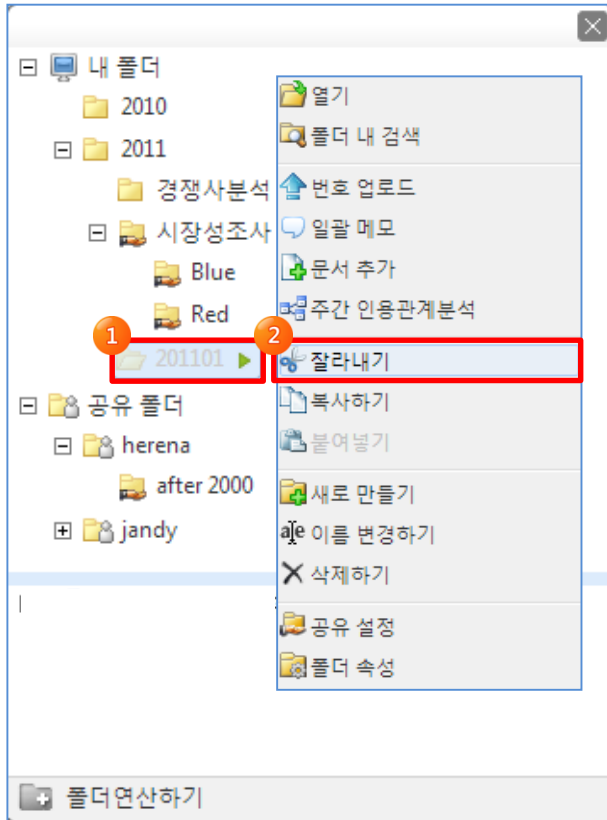 내 폴더
2010
2011
경쟁사분석
시장성조사
Blue
Red
1
201101
공유 폴더
herena
after 2000
jandy
열기
폴더 내 검색
번호 업로드
일괄 메모
문서 추가
주간 인용관계분석
2
잘라내기
복사하기
붙여넣기
새로 만들기
이름 변경하기
삭제하기
공유 설정
폴더 속성
폴더연산하기